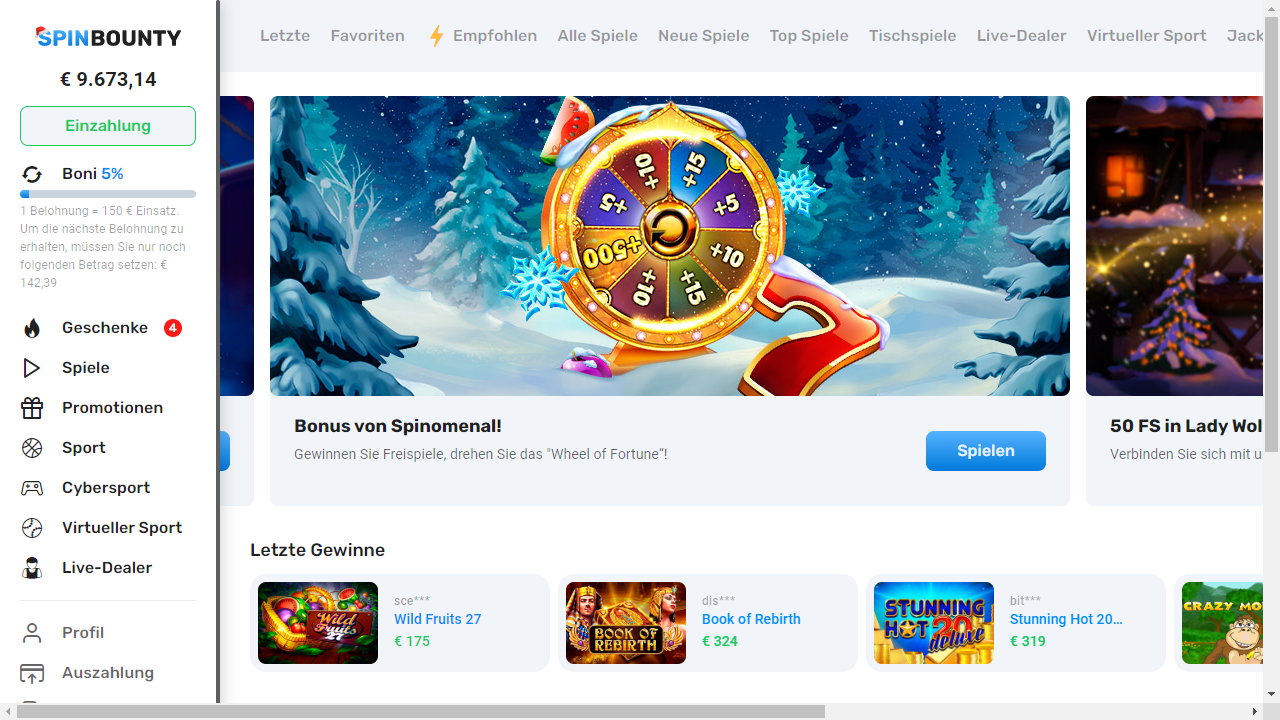 SPINBOUNTY
€ 9.673,14
Einzahlung
Boni 5%
1 Belohnung = 150 € Einsatz.
Um die nächste Belohnung zu
erhalten, müssen Sie nur noch
folgenden Betrag setzen: €
142,39
Geschenke 4
Spiele
Promotionen
Sport
Cybersport
Virtueller Sport
Live-Dealer
Profil
Auszahlung
Letzte Favoriten Empfohlen Alle Spiele Neue Spiele Top Spiele Tischspiele Live-Dealer Virtueller Sport Jack
+10 +15
+5 +5
+500 +10
+10 +15
7
Bonus von Spinomenal!
Gewinnen Sie Freispiele, drehen Sie das "Wheel of Fortune“!
Spielen
50 FS in Lady Wol
Verbinden Sie sich mit u
Letzte Gewinne
Wild Fruits 27
sce***
Wild Fruits 27
€ 175
BOOK OF REBIRTH
dis***
Book of Rebirth
€ 324
STUNNING HOT 20 deluxe
bit***
Stunning Hot 20...
€ 319
CRAZY MO